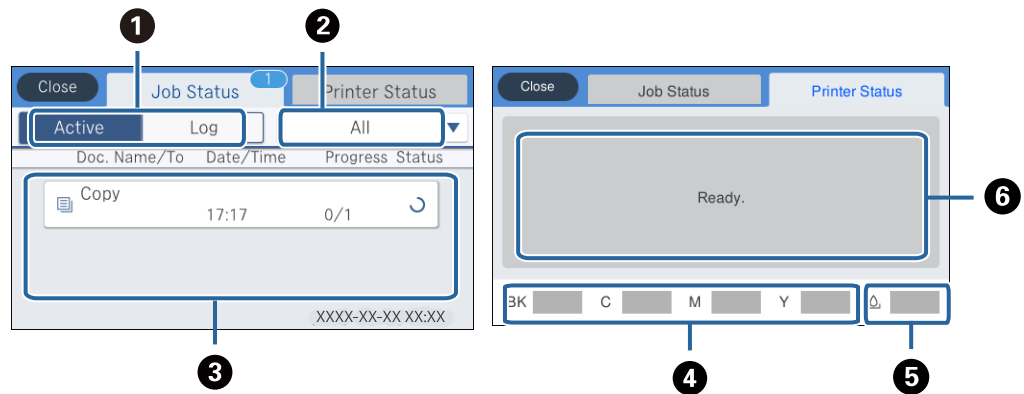 1
2
Close
Job Status
1
Printer Status
Active
Log
All
Doc. Name/To Date/Time Progress Status
Copy
17:17 0/1
XXXX-XX-XX XX:XX
3
Close
Job Status
Printer Status
Ready.
6
BK C M Y
4
5